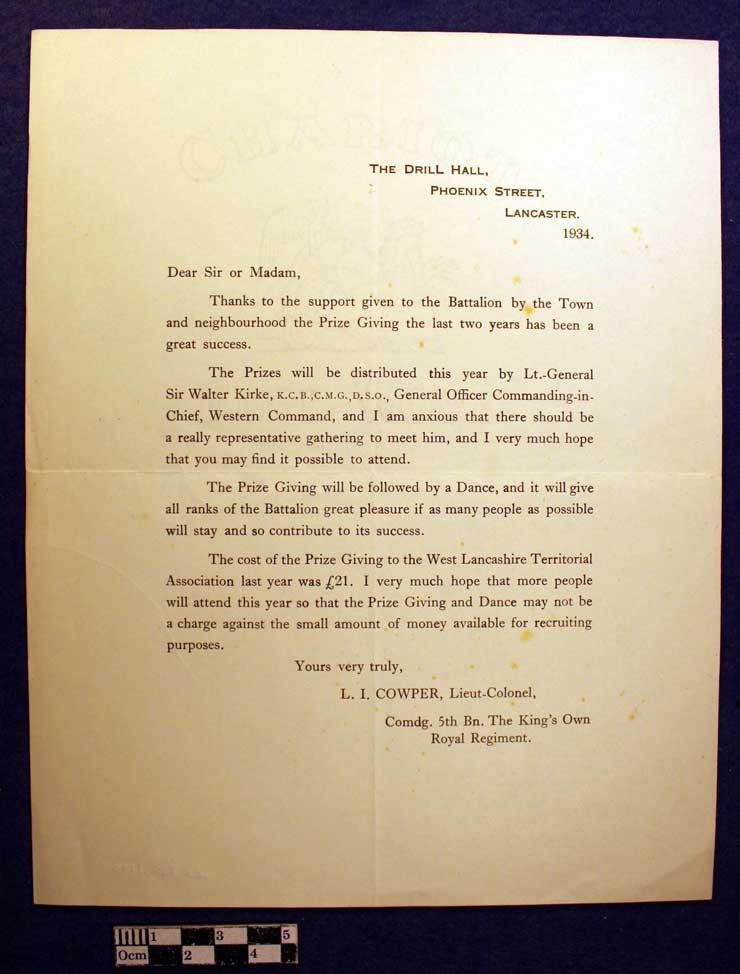 THE DRILL HALL,
PHOENIX STREET,
LANCASTER.
1934.
Dear Sir or Madam,
Thanks to the support given to the Battalion by the Town
and neighbourhood the Prize Giving the last two years has been a
great success.
The Prizes will be distributed this year by Lt.-General
Sir Walter Kirke, K.C.B.,C.M.G.,D.S.O., General Officer Commanding-in-
Chief, Western Command, and I am anxious that there should be
a really representative gathering to meet him, and I very much hope
that you may find it possible to attend.
The Prize Giving will be followed by a Dance, and it will give
all ranks of the Battalion great pleasure if as many people as possible
will stay and so contribute to its success.
The cost of the Prize Giving to the West Lancashire Territorial
Association last year was £21. I very much hope that more people
will attend this year so that the Prize Giving and Dance may not be
a charge against the small amount of money available for recruiting
purposes.
Yours very truly,
L. I. COWPER, Lieut-Colonel,
Comdg. 5th Bn. The King's Own
Royal Regiment.
1 3 5
0cm 2 4